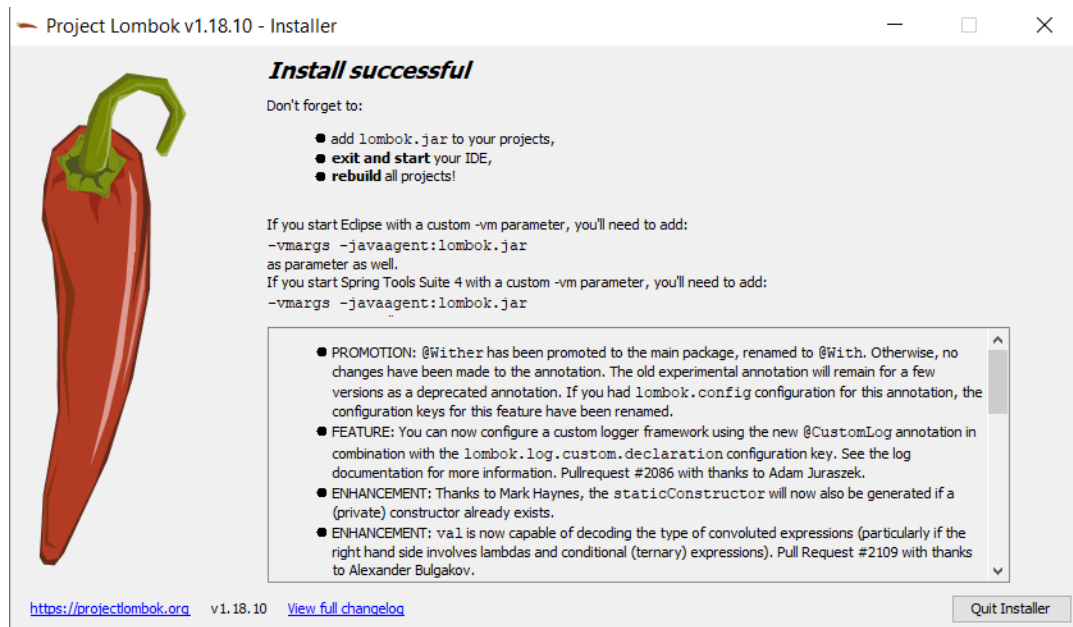 Project Lombok v1.18.10 - Installer
Install successful
Don't forget to:
add lombok.jar to your projects,
exit and start your IDE,
rebuild all projects!
If you start Eclipse with a custom -vm parameter, you'll need to add:
-vmargs -javaagent:lombok.jar
as parameter as well.
If you start Spring Tools Suite 4 with a custom -vm parameter, you'll need to add:
-vmargs -javaagent:lombok.jar
PROMOTION: @Wither has been promoted to the main package, renamed to @With. Otherwise, no
changes have been made to the annotation. The old experimental annotation will remain for a few
versions as a deprecated annotation. If you had lombok.config configuration for this annotation, the
configuration keys for this feature have been renamed.
FEATURE: You can now configure a custom logger framework using the new @CustomLog annotation in
combination with the lombok.log.custom.declaration configuration key. See the log
documentation for more information. Pullrequest #2086 with thanks to Adam Juraszek.
ENHANCEMENT: Thanks to Mark Haynes, the staticConstructor will now also be generated if a
(private) constructor already exists.
ENHANCEMENT: val is now capable of decoding the type of convoluted expressions (particularly if the
right hand side involves lambdas and conditional (ternary) expressions). Pull Request #2109 with thanks
to Alexander Bulgakov.
https://projectlombok.org v1.18.10 View full changelog Quit Installer